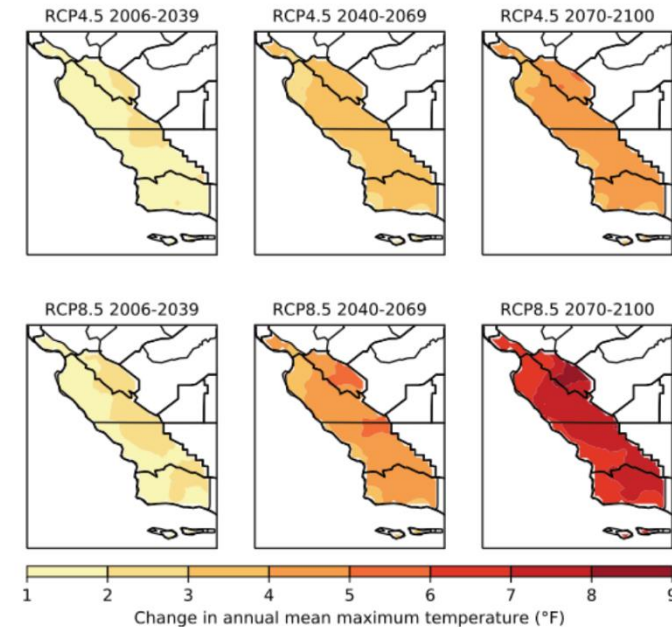 RCP4.5 2006-2039 RCP4.5 2040-2069 RCP4.5 2070-2100
RCP8.5 2006-2039 RCP8.5 2040-2069 RCP8.5 2070-2100
1 2 3 4 5 6 7 8 9
Change in annual mean maximum temperature (°F)